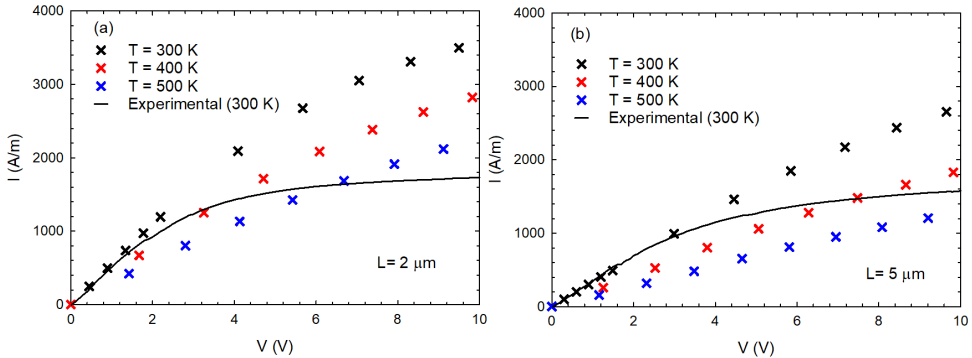 (a)
T = 300 K
T = 400 K
T = 500 K
Experimental (300 K)
L= 2 μm
I (A/m)
4000
3000
2000
1000
0
0 2 4 6 8 10
V (V)
(b)
T = 300 K
T = 400 K
T = 500 K
Experimental (300 K)
L= 5 μm
I (A/m)
4000
3000
2000
1000
0
0 2 4 6 8 10
V (V)